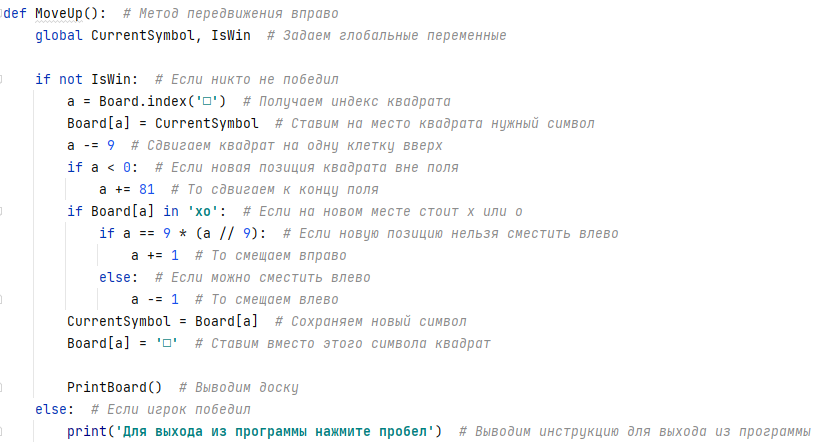 def MoveUp():  # Метод передвижения вправо
    global CurrentSymbol, IsWin  # Задаем глобальные переменные

    if not IsWin:  # Если никто не победил
        a = Board.index('□')  # Получаем индекс квадрата
        Board[a] = CurrentSymbol  # Ставим на место квадрата нужный символ
        a -= 9  # Сдвигаем квадрат на одну клетку вверх
        if a < 0:  # Если новая позиция квадрата вне поля
            a += 81  # То сдвигаем к концу поля
        if Board[a] in 'xo':  # Если на новом месте стоит x или o
            if a == 9 * (a // 9):  # Если новую позицию нельзя сместить влево
                a += 1  # То смещаем вправо
            else:  # Если можно сместить влево
                a -= 1  # То смещаем влево
        CurrentSymbol = Board[a]  # Сохраняем новый символ
        Board[a] = '□'  # Ставим вместо этого символа квадрат

        PrintBoard()  # Выводим доску
    else:  # Если игрок победил
        print('Для выхода из программы нажмите пробел')  # Выводим инструкцию для выхода из программы